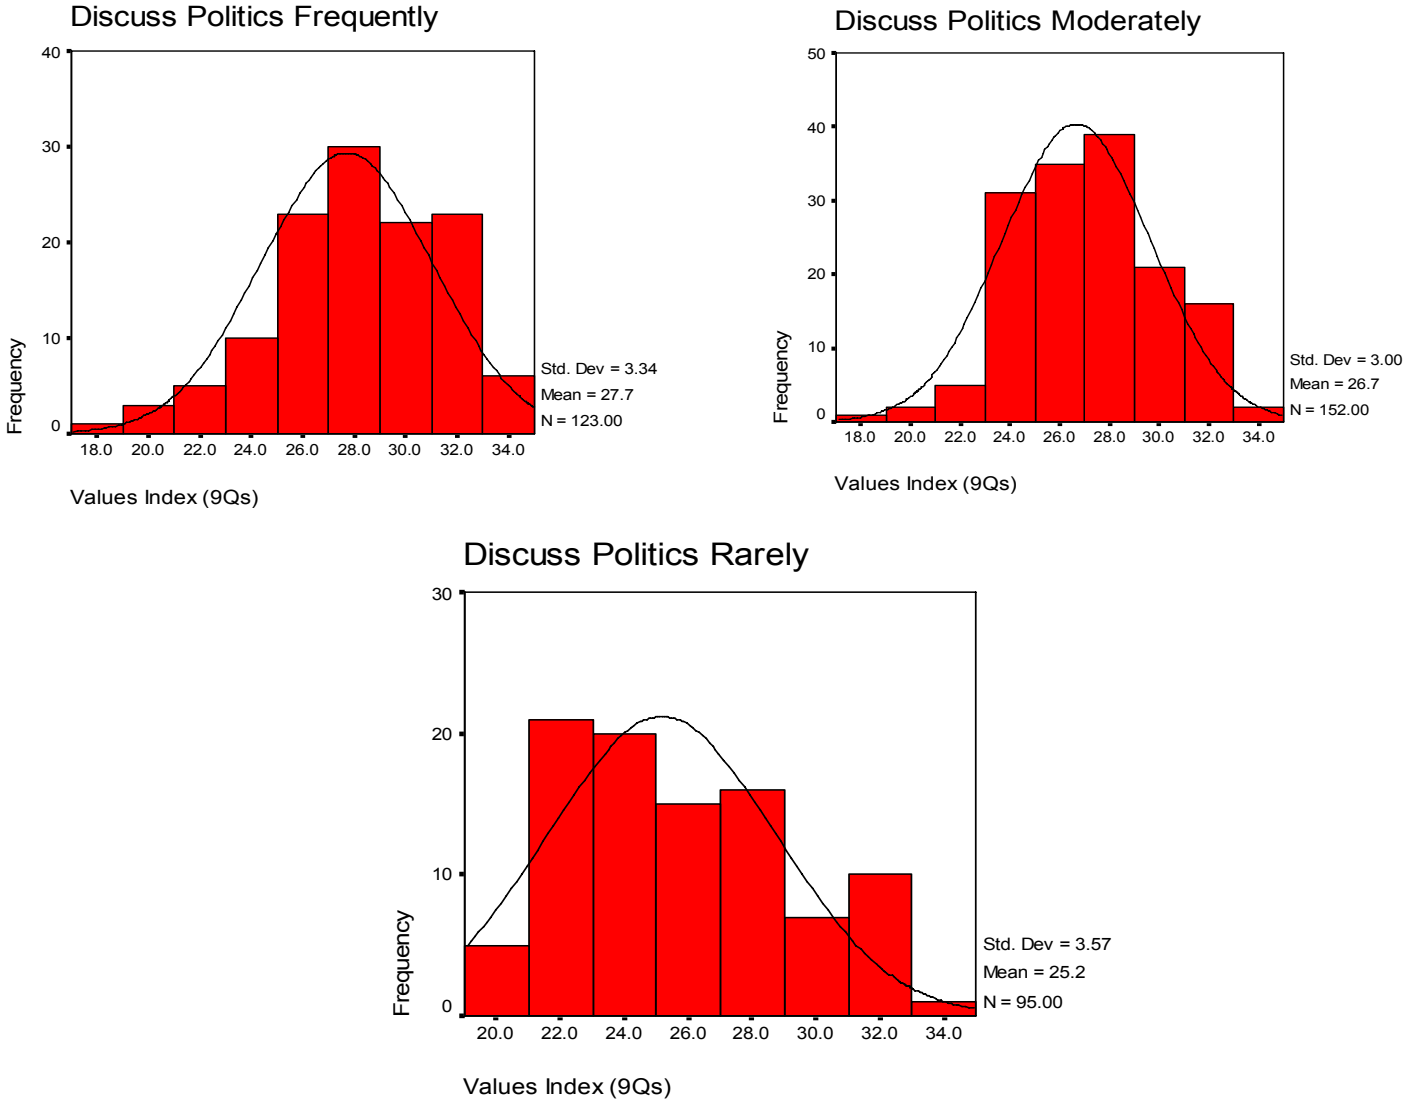 Discuss Politics Frequently
40
30
20
10
0
Frequency
18.0 20.0 22.0 24.0 26.0 28.0 30.0 32.0 34.0
Values Index (9Qs)
Std. Dev = 3.34
Mean = 27.7
N = 123.00
Discuss Politics Moderately
50
40
30
20
10
0
Frequency
18.0 20.0 22.0 24.0 26.0 28.0 30.0 32.0 34.0
Values Index (9Qs)
Std. Dev = 3.00
Mean = 26.7
N = 152.00
Discuss Politics Rarely
30
20
10
0
Frequency
20.0 22.0 24.0 26.0 28.0 30.0 32.0 34.0
Values Index (9Qs)
Std. Dev = 3.57
Mean = 25.2
N = 95.00